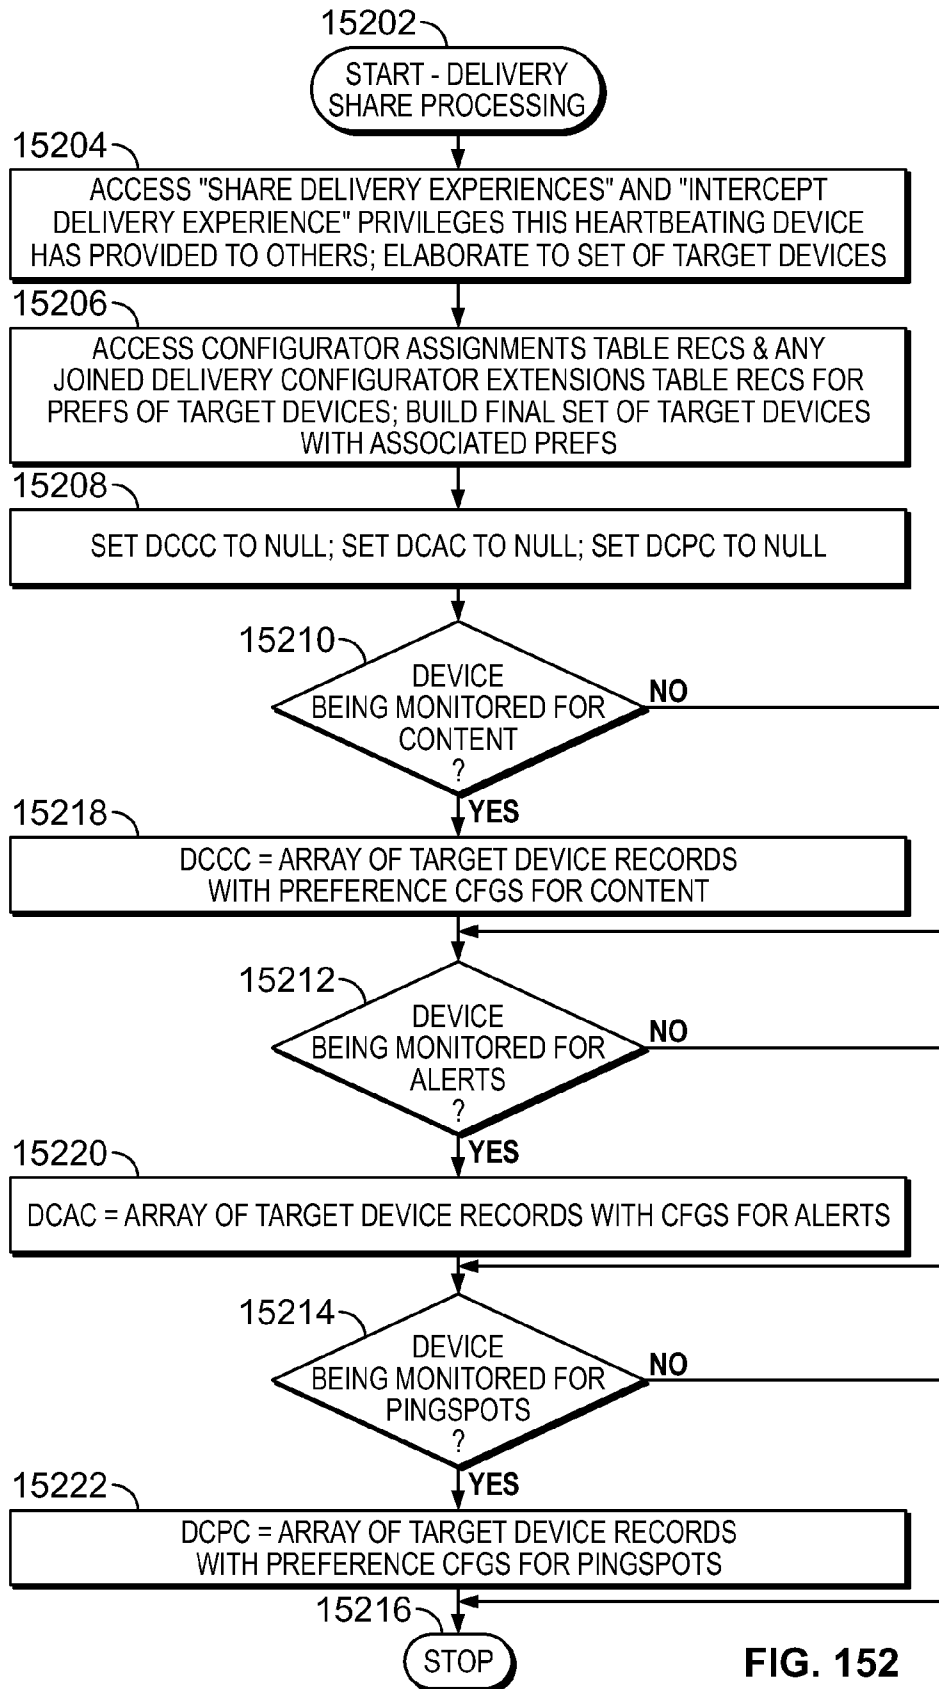 15202
START - DELIVERY
SHARE PROCESSING
15204
ACCESS "SHARE DELIVERY EXPERIENCES" AND "INTERCEPT
DELIVERY EXPERIENCE" PRIVILEGES THIS HEARTBEATING DEVICE
HAS PROVIDED TO OTHERS; ELABORATE TO SET OF TARGET DEVICES
15206
ACCESS CONFIGURATOR ASSIGNMENTS TABLE RECS & ANY
JOINED DELIVERY CONFIGURATOR EXTENSIONS TABLE RECS FOR
PREFS OF TARGET DEVICES; BUILD FINAL SET OF TARGET DEVICES
WITH ASSOCIATED PREFS
15208
SET DCCC TO NULL; SET DCAC TO NULL; SET DCPC TO NULL
15210
DEVICE
BEING MONITORED FOR
CONTENT
?
NO
YES
15218
DCCC = ARRAY OF TARGET DEVICE RECORDS
WITH PREFERENCE CFGS FOR CONTENT
15212
DEVICE
BEING MONITORED FOR
ALERTS
?
NO
YES
15220
DCAC = ARRAY OF TARGET DEVICE RECORDS WITH CFGS FOR ALERTS
15214
DEVICE
BEING MONITORED FOR
PINGSPOTS
?
NO
YES
15222
DCPC = ARRAY OF TARGET DEVICE RECORDS
WITH PREFERENCE CFGS FOR PINGSPOTS
15216
STOP
FIG. 152